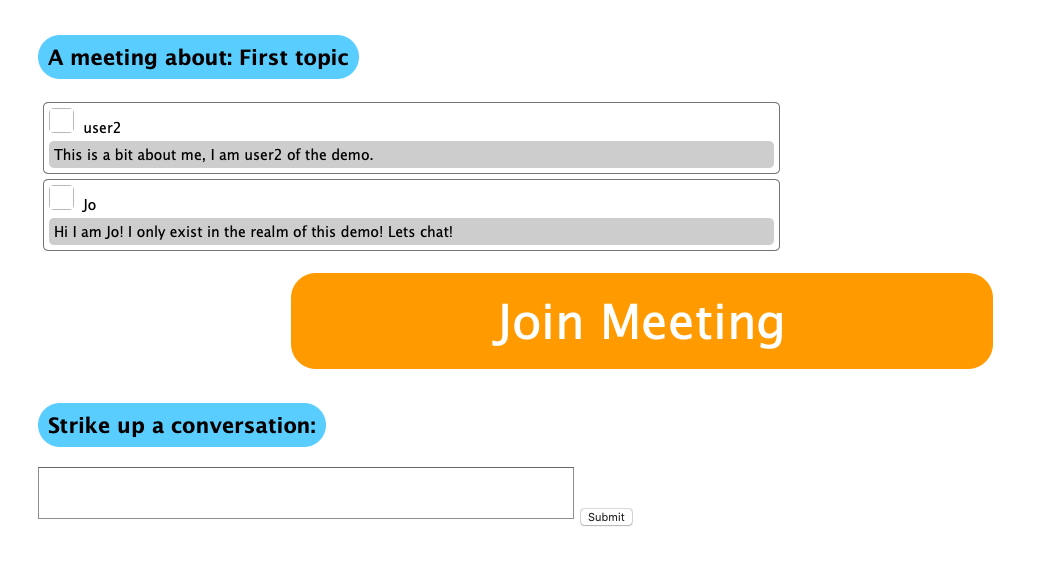 A meeting about: First topic
user2
This is a bit about me, I am user2 of the demo.
Jo
Hi I am Jo! I only exist in the realm of this demo! Lets chat!
Join Meeting
Strike up a conversation:
Submit